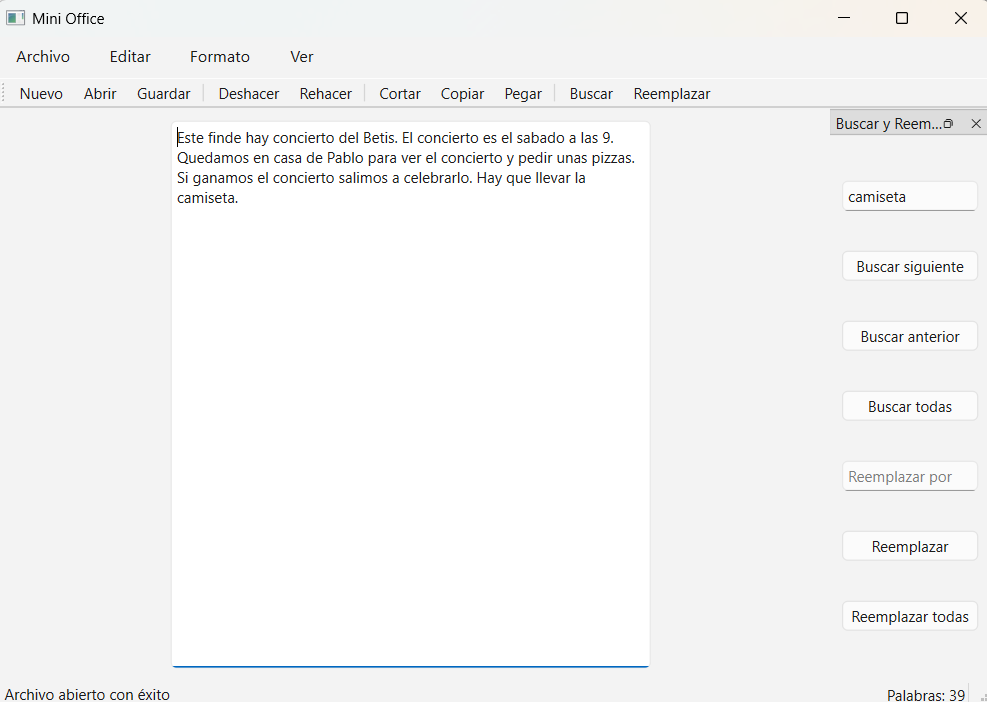 Mini Office
Archivo Editar Formato Ver
Nuevo Abrir Guardar Deshacer Rehacer Cortar Copiar Pegar Buscar Reemplazar
Buscar y Reem...
Este finde hay concierto del Betis. El concierto es el sabado a las 9.
Quedamos en casa de Pablo para ver el concierto y pedir unas pizzas.
Si ganamos el concierto salimos a celebrarlo. Hay que llevar la
camiseta.
camiseta
Buscar siguiente
Buscar anterior
Buscar todas
Reemplazar por
Reemplazar
Reemplazar todas
Archivo abierto con éxito
Palabras: 39